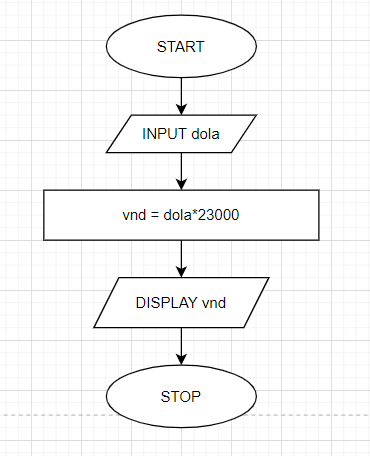 START
INPUT dola
vnd = dola*23000
DISPLAY vnd
STOP